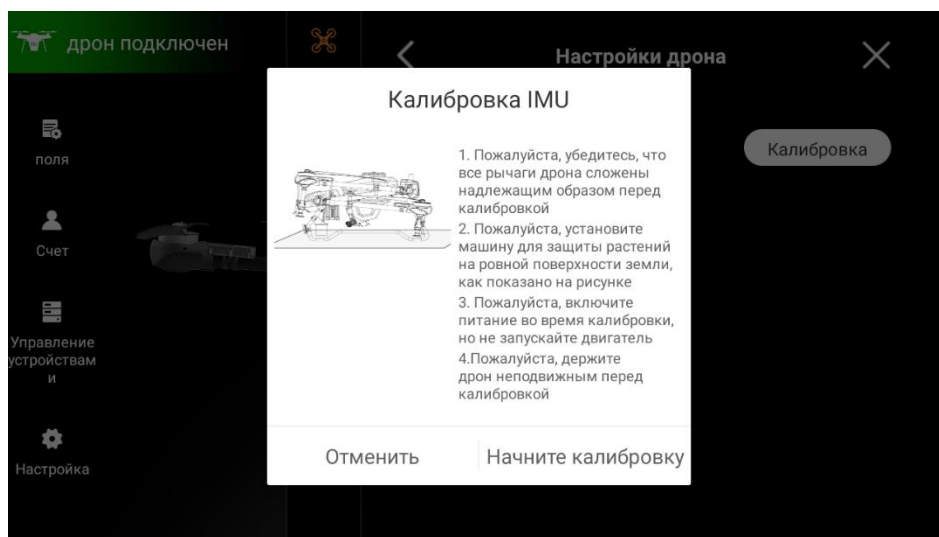 дрон подключен
Настройки дрона
Калибровка IMU
1. Пожалуйста, убедитесь, что
все рычаги дрона сложены
надлежащим образом перед
калибровкой
2. Пожалуйста, установите
машину для защиты растений
на ровной поверхности земли,
как показано на рисунке
3. Пожалуйста, включите
питание во время калибровки,
но не запускайте двигатель
4.Пожалуйста, держите
дрон неподвижным перед
калибровкой
Отменить
Начните калибровку
Калибровка
поля
Счет
Управление
устройствам
и
Настройка